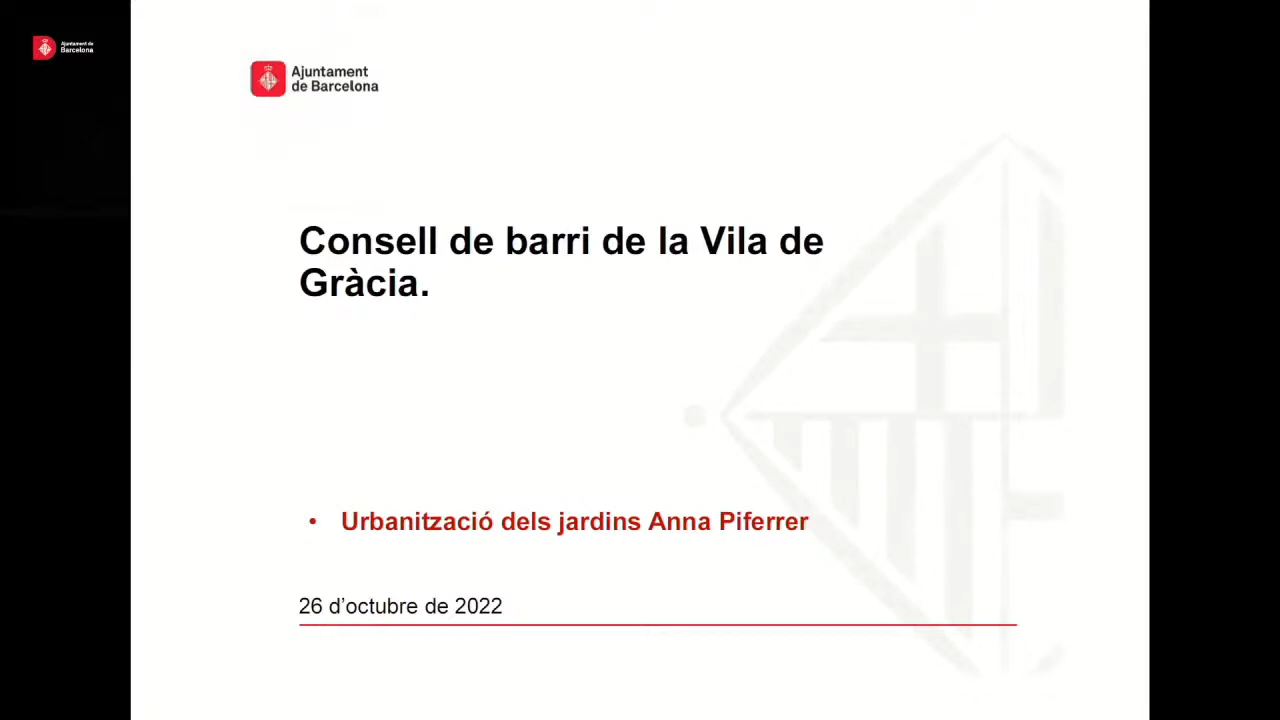 Ajuntament de
Barcelona
Ajuntament
de Barcelona
Consell de barri de la Vila de
Gràcia.
• Urbanització dels jardins Anna Piferrer
26 d’octubre de 2022